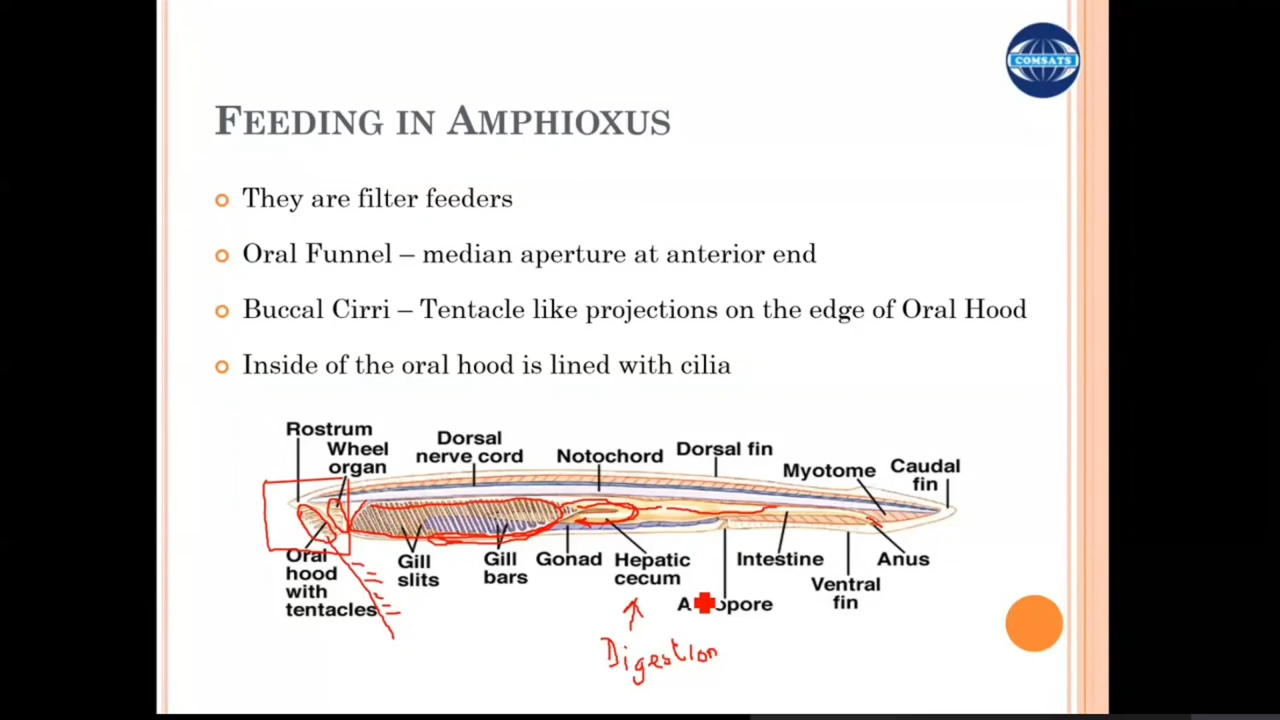 COMSATS
FEEDING IN AMPHIOXUS
They are filter feeders
Oral Funnel – median aperture at anterior end
Buccal Cirri – Tentacle like projections on the edge of Oral Hood
Inside of the oral hood is lined with cilia
Rostrum
Wheel
organ
Dorsal
nerve cord
Notochord
Dorsal fin
Myotome
Caudal
fin
Oral
hood
with
tentacles
Gill
slits
Gill
bars
Gonad
Hepatic
cecum
Intestine
Anus
Ventral
fin
Digestion